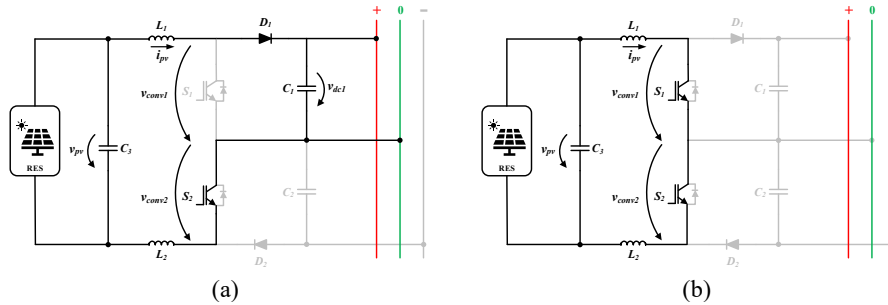 L1
D1
+
0
−
ipv
S1
vconv1
C1
vdc1
RES
vpv
C3
vconv2
S2
C2
L2
D2
(a)
L1
D1
+
0
ipv
S1
vconv1
C1
RES
vpv
C3
vconv2
S2
C2
L2
D2
(b)